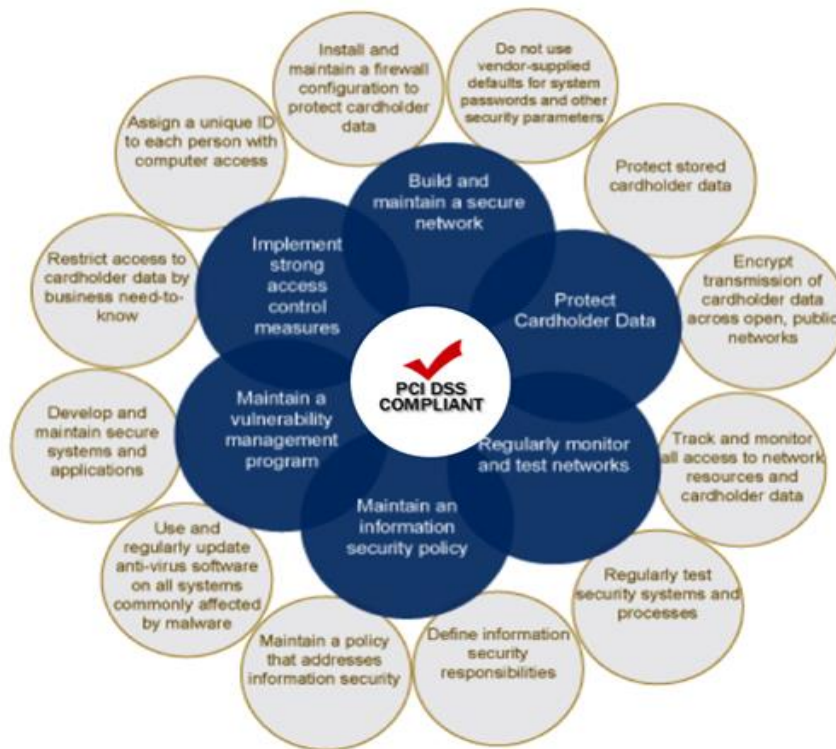 Install and
maintain a firewall
configuration to
protect cardholder
data
Do not use
vendor-supplied
defaults for system
passwords and other
security parameters
Assign a unique ID
to each person with
computer access
Protect stored
cardholder data
Build and
maintain a secure
network
Implement
strong
access
control
measures
Restrict access to
cardholder data by
business need-to-
know
Encrypt
transmission of
cardholder data
across open, public
networks
Protect
Cardholder Data
PCI DSS
COMPLIANT
Maintain a
vulnerability
management
program
Develop and
maintain secure
systems and
applications
Regularly monitor
and test networks
Track and monitor
all access to network
resources and
cardholder data
Maintain an
information
security policy
Use and
regularly update
anti-virus software
on all systems
commonly affected
by malware
Regularly test
security systems and
processes
Maintain a policy
that addresses
information security
Define information
security
responsibilities